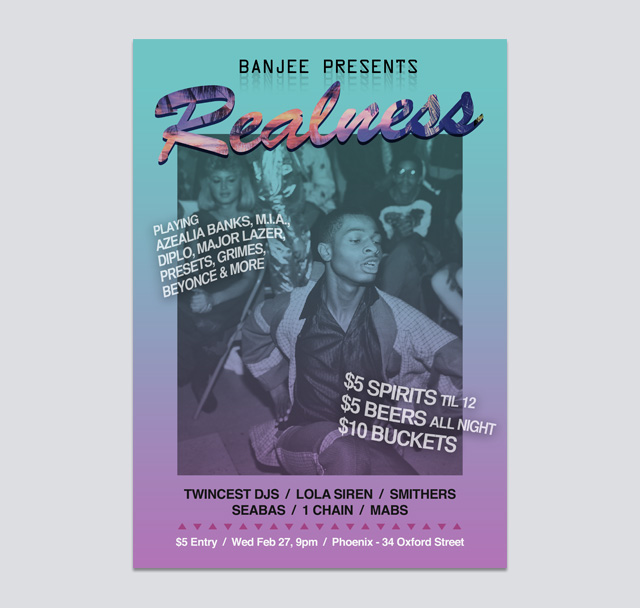 BANJEE PRESENTS
Realness
PLAYING
AZEALIA BANKS, M.I.A.,
DIPLO, MAJOR LAZER,
PRESETS, GRIMES,
BEYONCE & MORE
$5 SPIRITS TIL 12
$5 BEERS ALL NIGHT
$10 BUCKETS
TWINCEST DJS / LOLA SIREN / SMITHERS
SEABAS / 1 CHAIN / MABS
$5 Entry / Wed Feb 27, 9pm / Phoenix - 34 Oxford Street